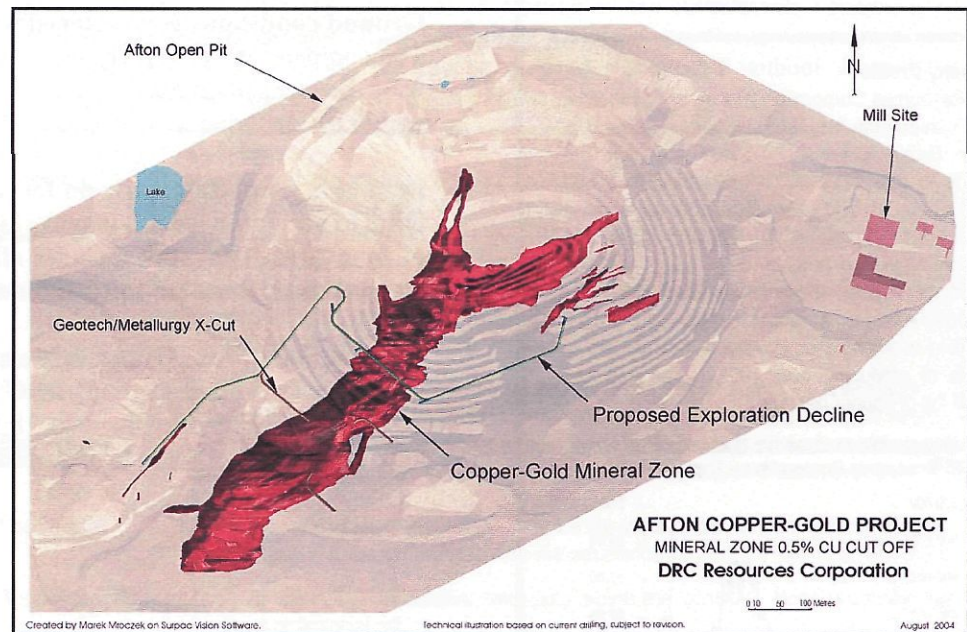 Afton Open Pit
N
Mill Site
Lake
Geotech/Metallurgy X-Cut
Proposed Exploration Decline
Copper-Gold Mineral Zone
AFTON COPPER-GOLD PROJECT
MINERAL ZONE 0.5% CU CUT OFF
DRC Resources Corporation
0 10 50 100 Metres
Created by Marek Mroczek on Surpac Vision Software.
Technical illustration based on current drilling, subject to revision.
August 2004